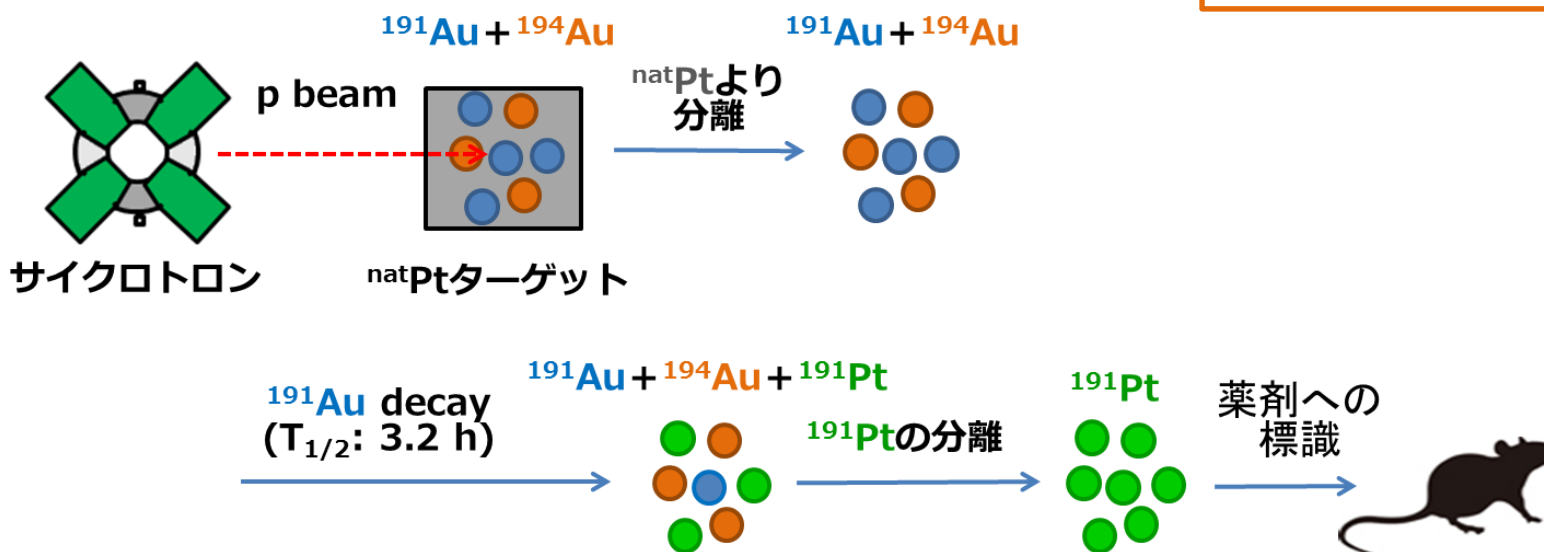 ¹⁹¹Au+¹⁹⁴Au
¹⁹¹Au+¹⁹⁴Au
p beam
ⁿᵃᵗPtより
分離
サイクロトロン
ⁿᵃᵗPtターゲット
¹⁹¹Au decay
(T₁/₂: 3.2 h)
¹⁹¹Au+¹⁹⁴Au+¹⁹¹Pt
¹⁹¹Ptの分離
¹⁹¹Pt
薬剤への
標識